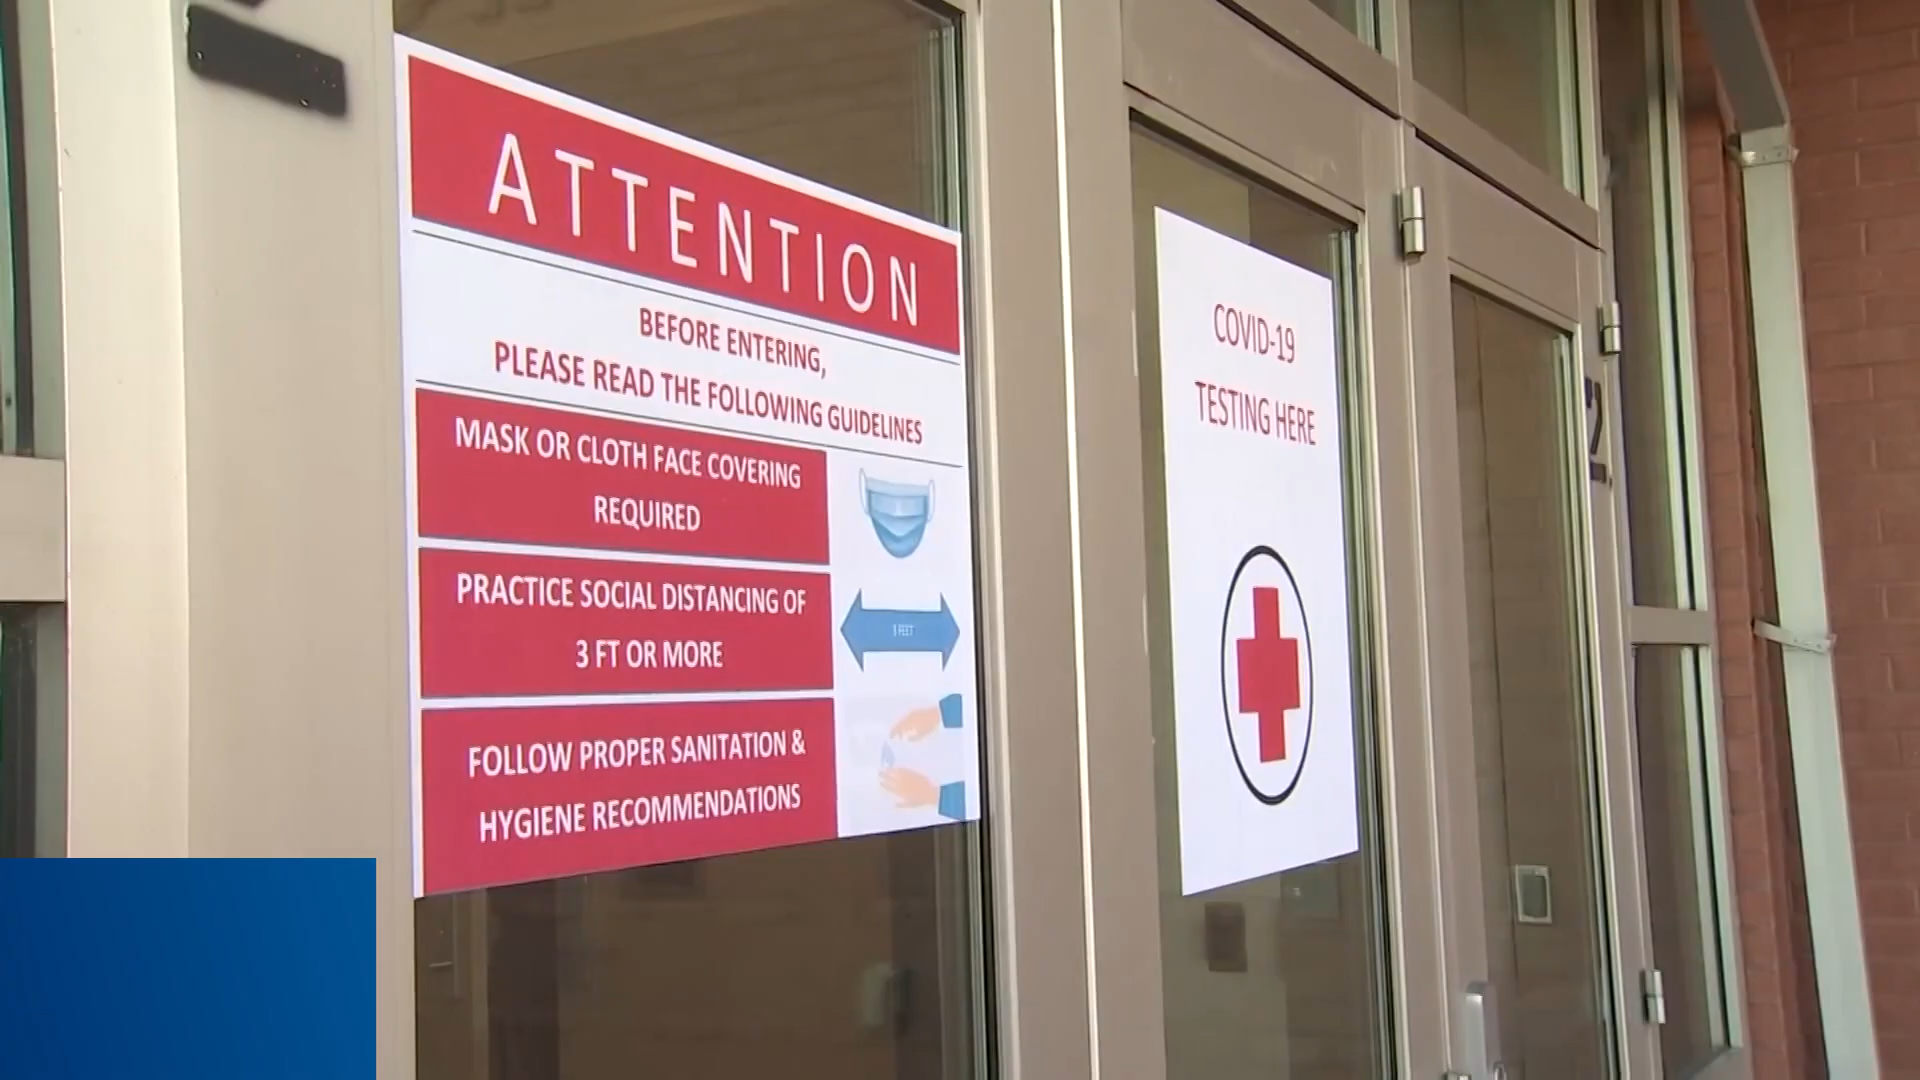 ATTENTION
BEFORE ENTERING,
PLEASE READ THE FOLLOWING GUIDELINES
MASK OR CLOTH FACE COVERING
REQUIRED
PRACTICE SOCIAL DISTANCING OF
3 FT OR MORE
FOLLOW PROPER SANITATION &
HYGIENE RECOMMENDATIONS
COVID-19
TESTING HERE
2